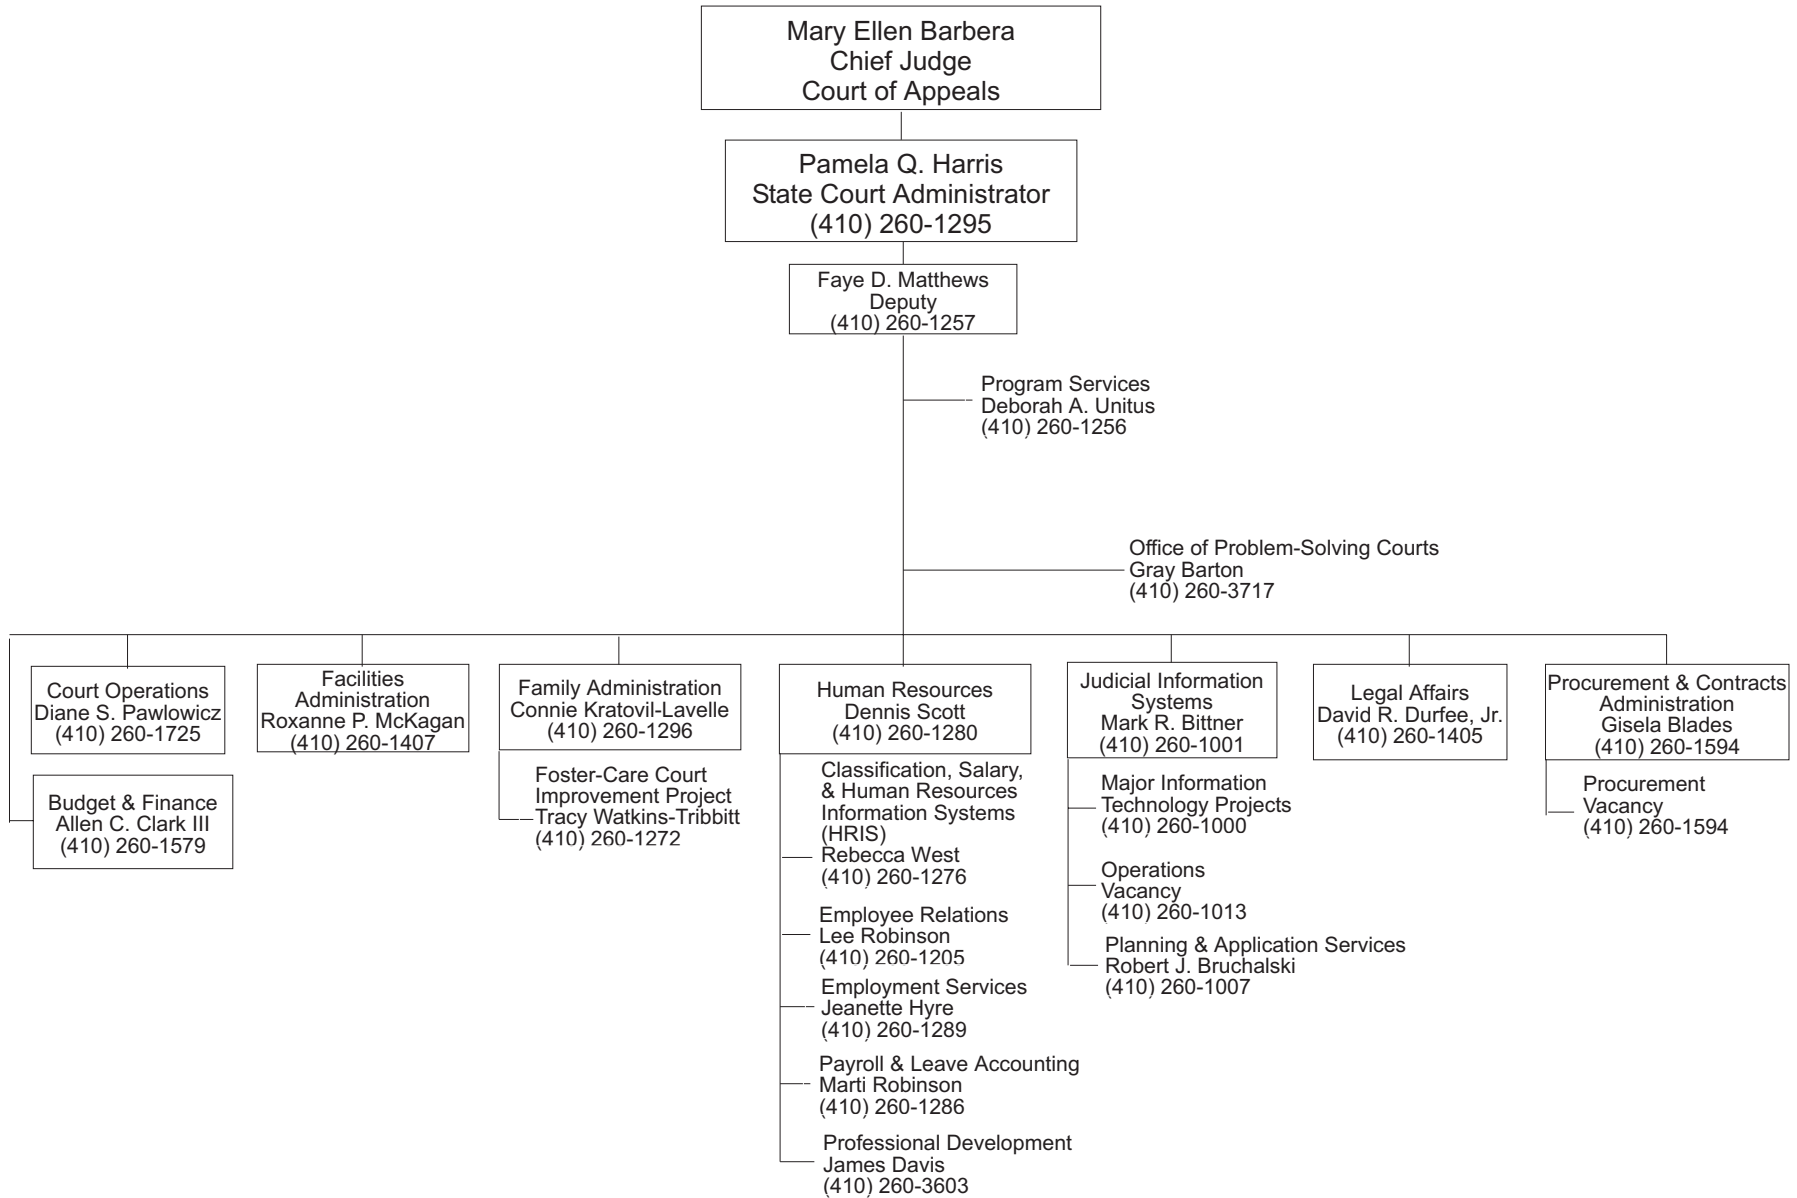 Mary Ellen Barbera
Chief Judge
Court of Appeals
Pamela Q. Harris
State Court Administrator
(410) 260-1295
Faye D. Matthews
Deputy
(410) 260-1257
Program Services
Deborah A. Unitus
(410) 260-1256
Office of Problem-Solving Courts
Gray Barton
(410) 260-3717
Court Operations
Diane S. Pawlowicz
(410) 260-1725
Budget & Finance
Allen C. Clark III
(410) 260-1579
Facilities
Administration
Roxanne P. McKagan
(410) 260-1407
Family Administration
Connie Kratovil-Lavelle
(410) 260-1296
Foster-Care Court
Improvement Project
Tracy Watkins-Tribbitt
(410) 260-1272
Human Resources
Dennis Scott
(410) 260-1280
Classification, Salary,
& Human Resources
Information Systems
(HRIS)
Rebecca West
(410) 260-1276
Employee Relations
Lee Robinson
(410) 260-1205
Employment Services
Jeanette Hyre
(410) 260-1289
Payroll & Leave Accounting
Marti Robinson
(410) 260-1286
Professional Development
James Davis
(410) 260-3603
Judicial Information
Systems
Mark R. Bittner
(410) 260-1001
Major Information
Technology Projects
(410) 260-1000
Operations
Vacancy
(410) 260-1013
Planning & Application Services
Robert J. Bruchalski
(410) 260-1007
Legal Affairs
David R. Durfee, Jr.
(410) 260-1405
Procurement & Contracts
Administration
Gisela Blades
(410) 260-1594
Procurement
Vacancy
(410) 260-1594